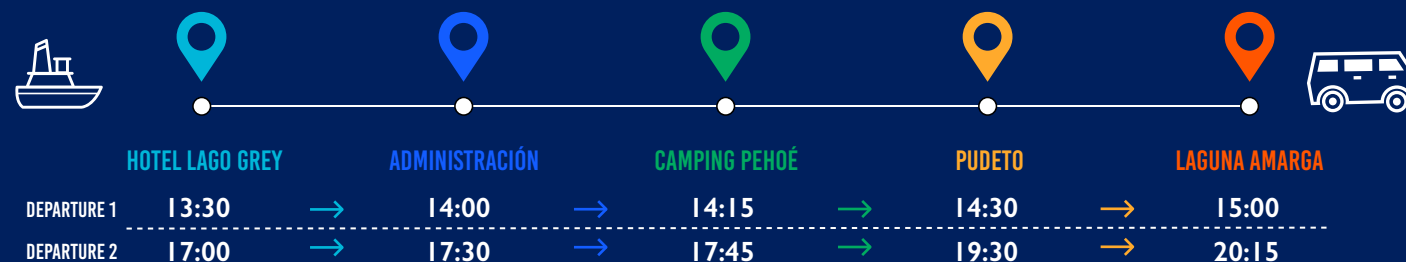 HOTEL LAGO GREY ADMINISTRACIÓN CAMPING PEHOÉ PUDETO LAGUNA AMARGA
DEPARTURE 1 13:30 → 14:00 → 14:15 → 14:30 → 15:00
DEPARTURE 2 17:00 → 17:30 → 17:45 → 19:30 → 20:15